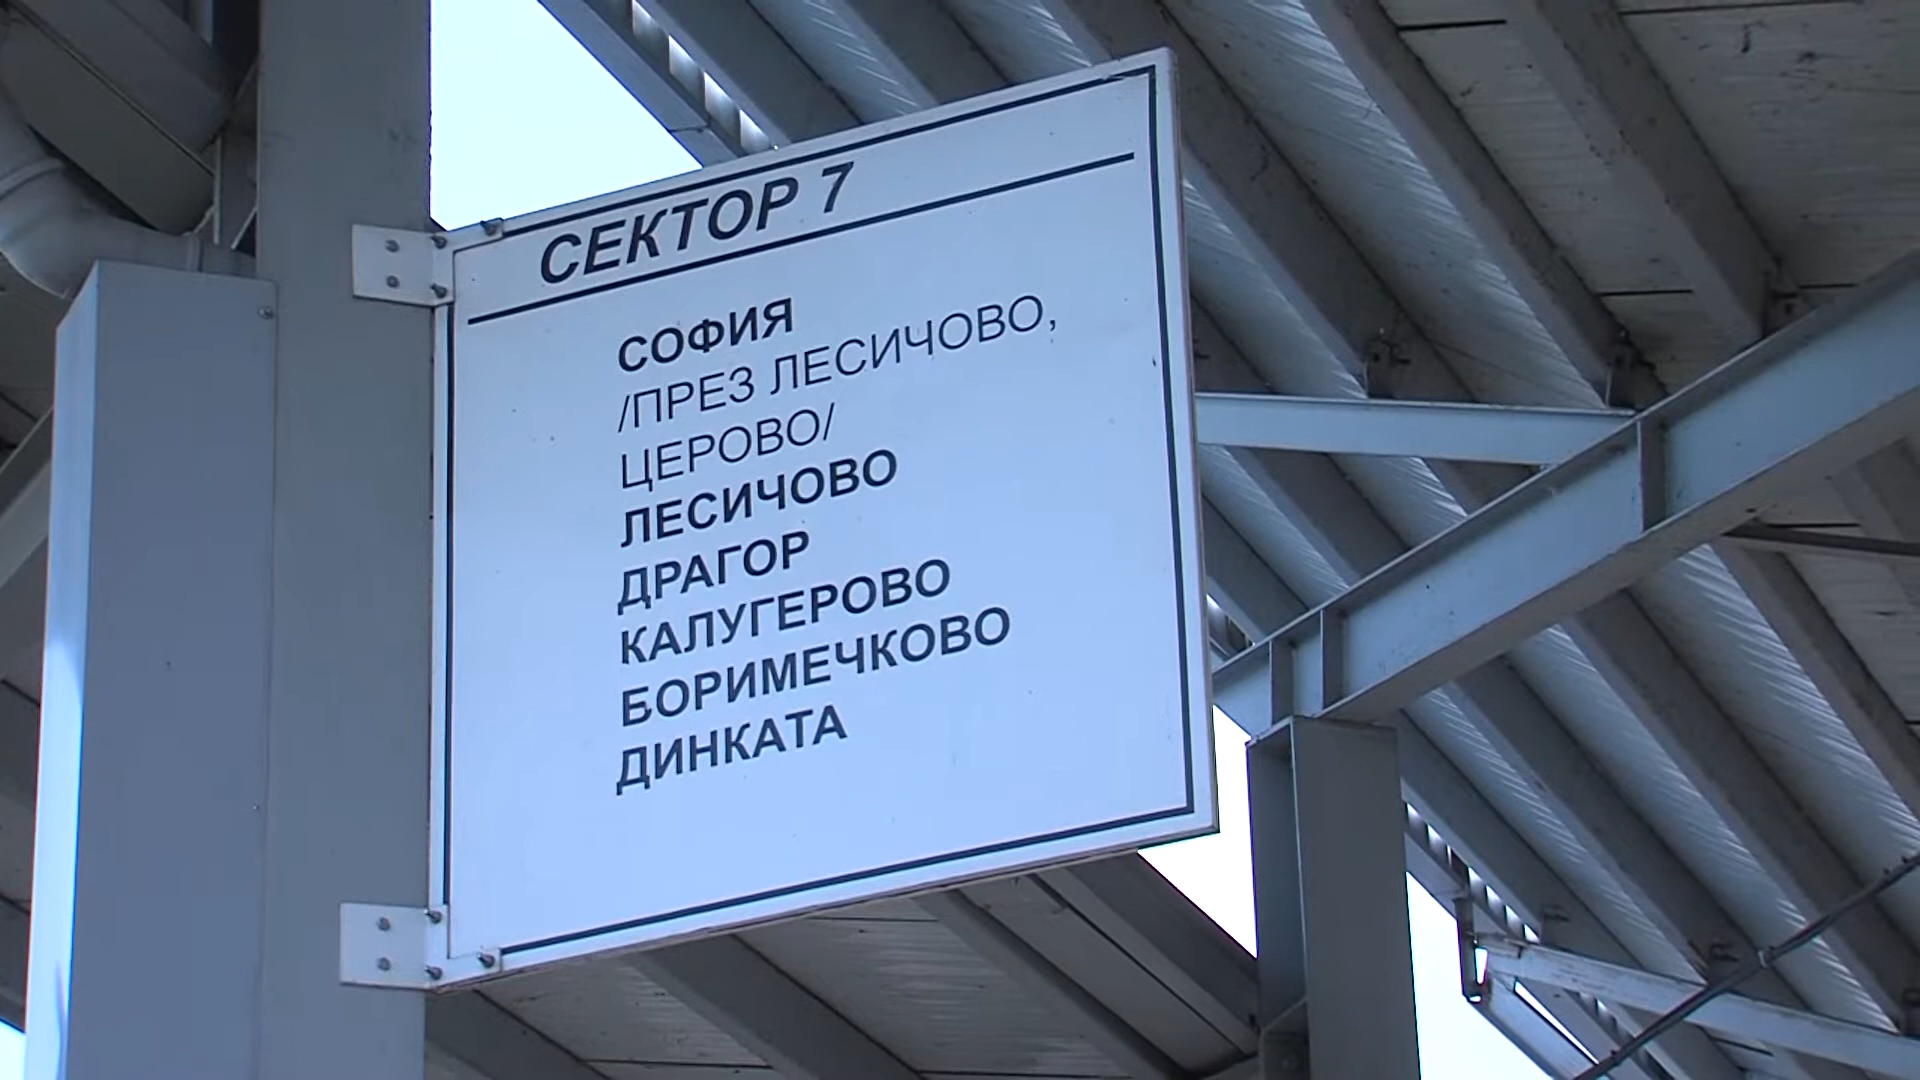 СЕКТОР 7
СОФИЯ
/ПРЕЗ ЛЕСИЧОВО,
ЦЕРОВО/
ЛЕСИЧОВО
ДРАГОР
КАЛУГЕРОВО
БОРИМЕЧКОВО
ДИНКАТА